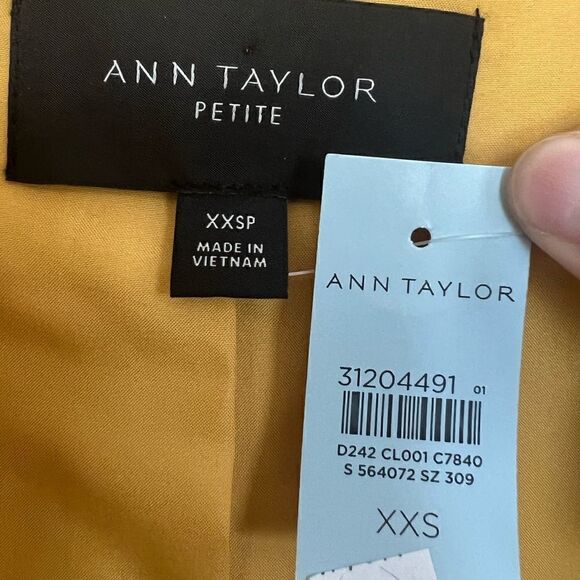 ANN TAYLOR
PETITE
XXSP
MADE IN
VIETNAM
ANN TAYLOR
31204491 01
D242 CL001 C7840
S 564072 SZ 309
XXS